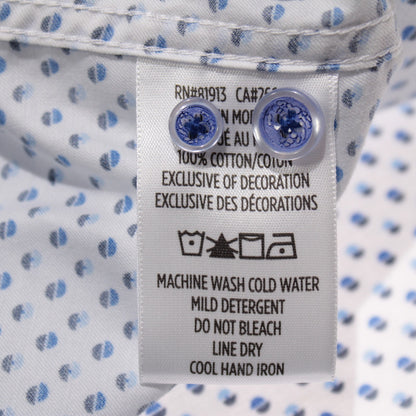 RN#81913 CA#26
100% COTTON/COTON
EXCLUSIVE OF DECORATION
EXCLUSIVE DES DÉCORATIONS
MACHINE WASH COLD WATER
MILD DETERGENT
DO NOT BLEACH
LINE DRY
COOL HAND IRON